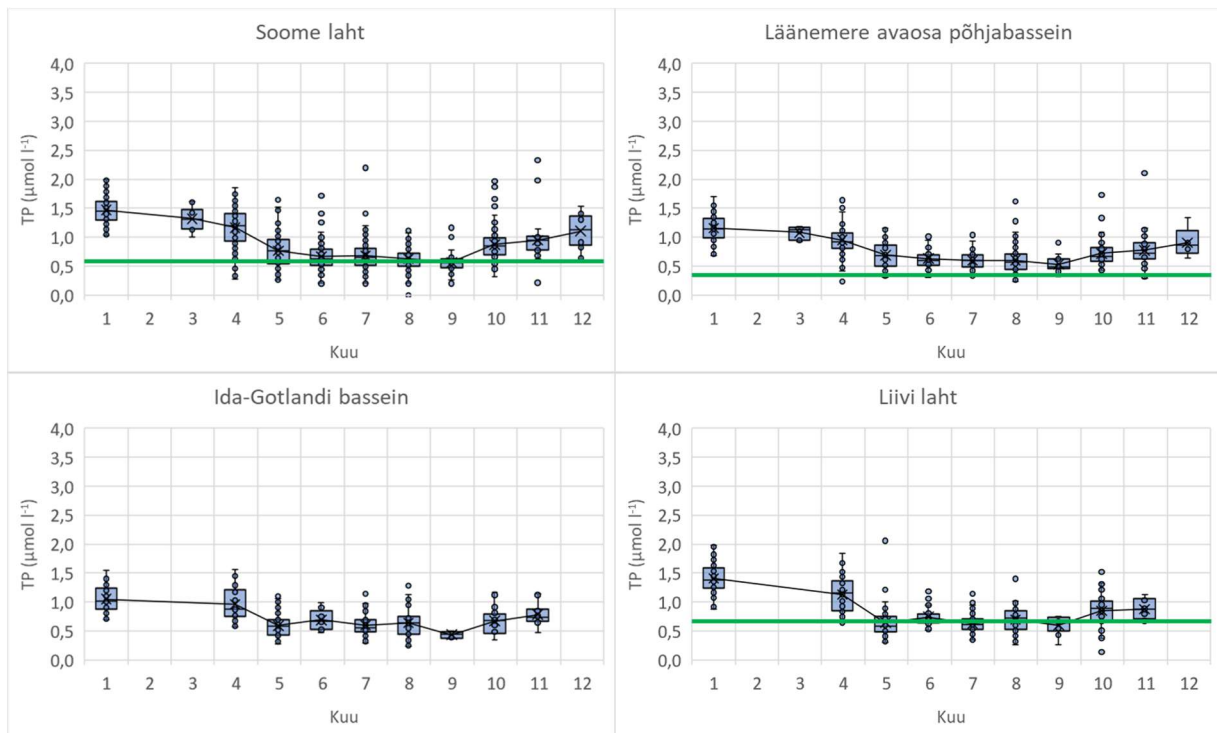 Soome laht
4,0
3,5
3,0
2,5
2,0
1,5
1,0
0,5
0,0
TP (µmol l⁻¹)
1 2 3 4 5 6 7 8 9 10 11 12
Kuu
Läänemere avaosa põhjabassein
4,0
3,5
3,0
2,5
2,0
1,5
1,0
0,5
0,0
TP (µmol l⁻¹)
1 2 3 4 5 6 7 8 9 10 11 12
Kuu
Ida-Gotlandi bassein
4,0
3,5
3,0
2,5
2,0
1,5
1,0
0,5
0,0
TP (µmol l⁻¹)
1 2 3 4 5 6 7 8 9 10 11 12
Kuu
Liivi laht
4,0
3,5
3,0
2,5
2,0
1,5
1,0
0,5
0,0
TP (µmol l⁻¹)
1 2 3 4 5 6 7 8 9 10 11 12
Kuu